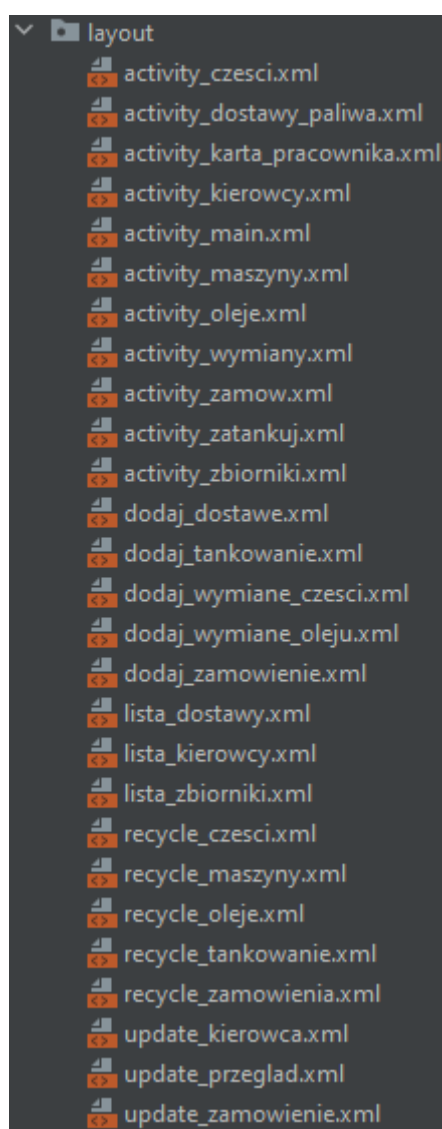 layout
activity_czesci.xml
activity_dostawy_paliwa.xml
activity_karta_pracownika.xml
activity_kierowcy.xml
activity_main.xml
activity_maszyny.xml
activity_oleje.xml
activity_wymiany.xml
activity_zamow.xml
activity_zatankuj.xml
activity_zbiorniki.xml
dodaj_dostawe.xml
dodaj_tankowanie.xml
dodaj_wymiane_czesci.xml
dodaj_wymiane_oleju.xml
dodaj_zamowienie.xml
lista_dostawy.xml
lista_kierowcy.xml
lista_zbiorniki.xml
recycle_czesci.xml
recycle_maszyny.xml
recycle_oleje.xml
recycle_tankowanie.xml
recycle_zamowienia.xml
update_kierowca.xml
update_przeglad.xml
update_zamowienie.xml